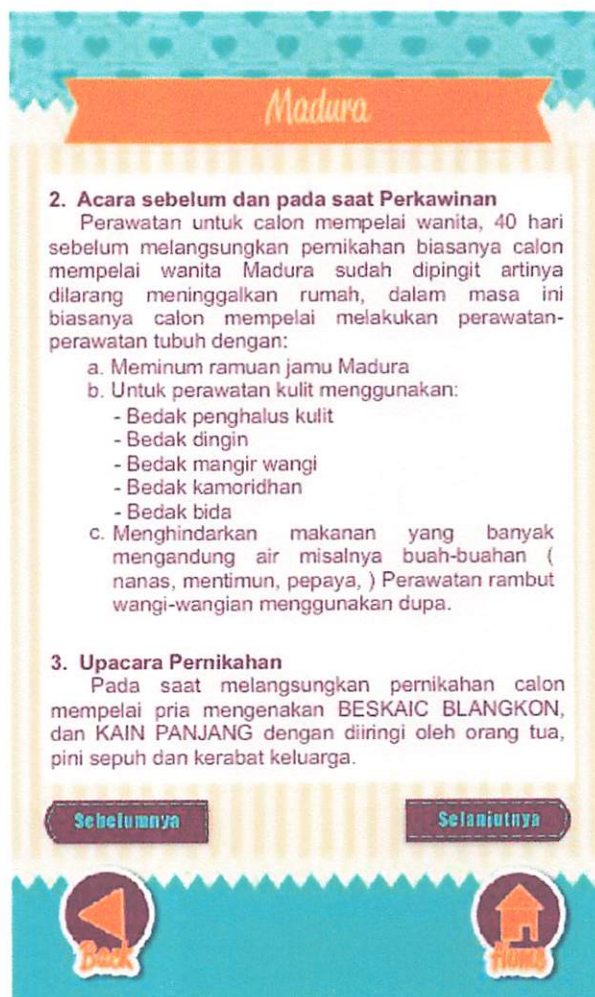 Madura
2. Acara sebelum dan pada saat Perkawinan
Perawatan untuk calon mempelai wanita, 40 hari
sebelum melangsungkan pernikahan biasanya calon
mempelai wanita Madura sudah dipingit artinya
dilarang meninggalkan rumah, dalam masa ini
biasanya calon mempelai melakukan perawatan-
perawatan tubuh dengan:
a. Meminum ramuan jamu Madura
b. Untuk perawatan kulit menggunakan:
- Bedak penghalus kulit
- Bedak dingin
- Bedak mangir wangi
- Bedak kamoridhan
- Bedak bida
c. Menghindarkan makanan yang banyak
mengandung air misalnya buah-buahan (
nanas, mentimun, pepaya, ) Perawatan rambut
wangi-wangian menggunakan dupa.
3. Upacara Pernikahan
Pada saat melangsungkan pernikahan calon
mempelai pria mengenakan BESKAIC BLANGKON,
dan KAIN PANJANG dengan diiringi oleh orang tua,
pini sepuh dan kerabat keluarga.
Sebelumnya
Selanjutnya
Back
Home